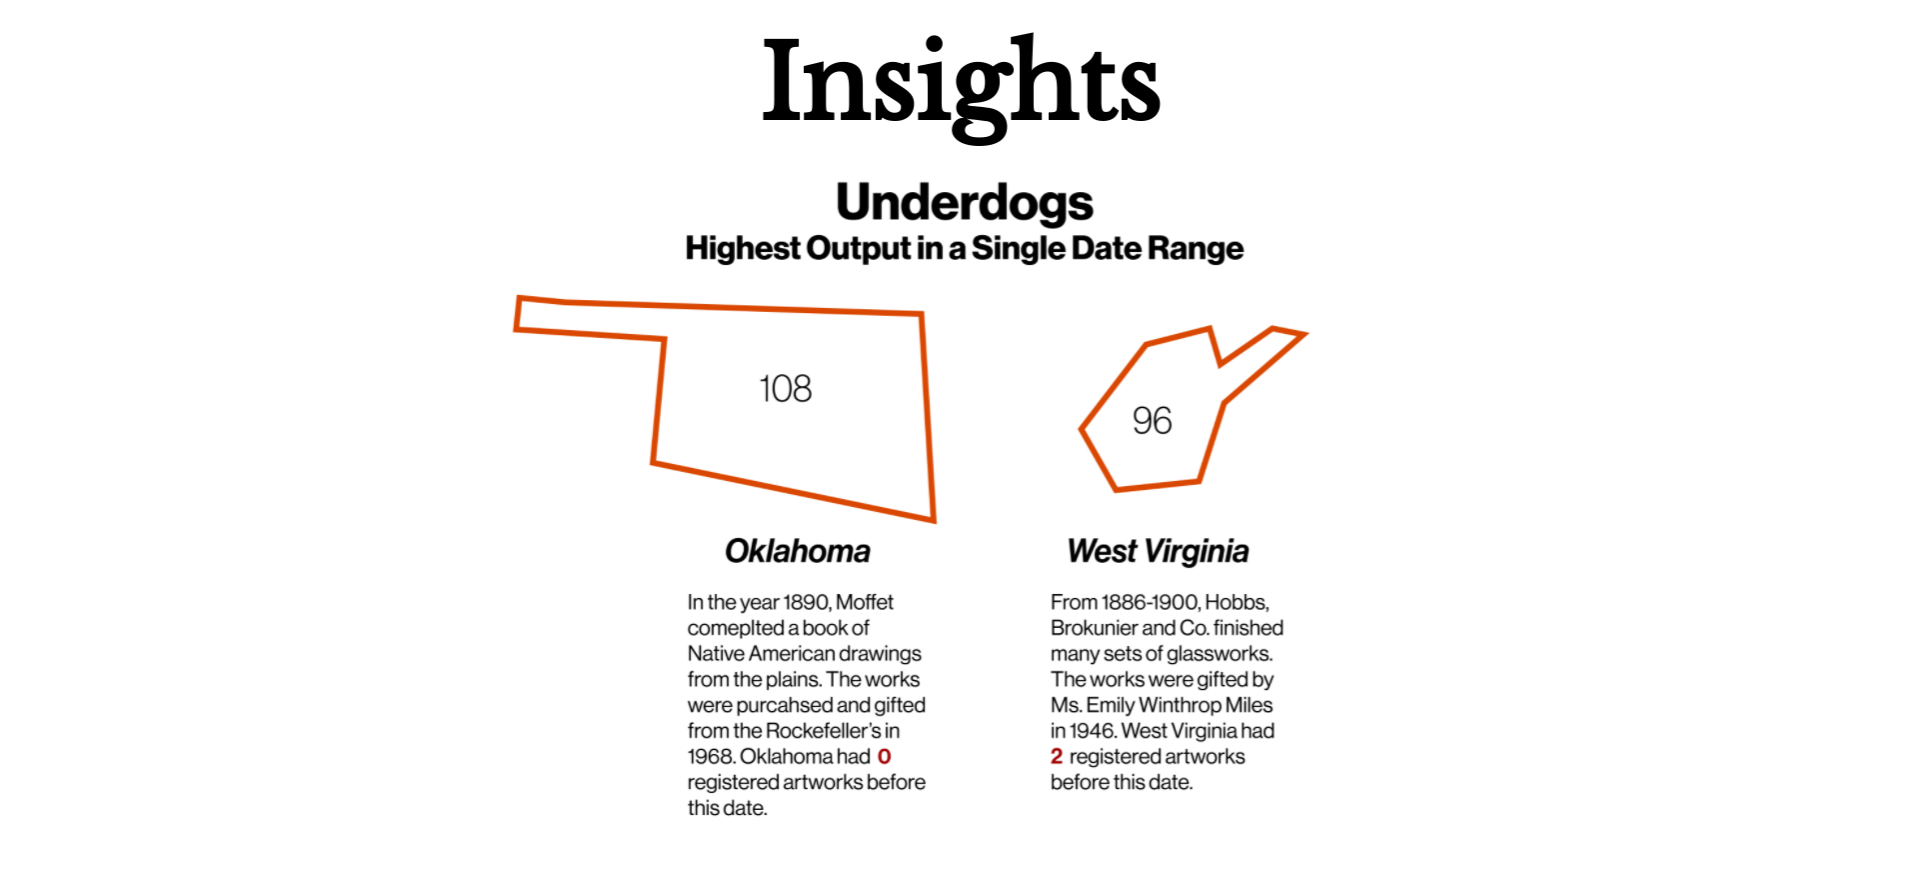 Insights
Underdogs
Highest Output in a Single Date Range
108
96
Oklahoma
In the year 1890, Moffet
comeplted a book of
Native American drawings
from the plains. The works
were purcahsed and gifted
from the Rockefeller's in
1968. Oklahoma had 0
registered artworks before
this date.
West Virginia
From 1886-1900, Hobbs,
Brokunier and Co. finished
many sets of glassworks.
The works were gifted by
Ms. Emily Winthrop Miles
in 1946. West Virginia had
2 registered artworks
before this date.